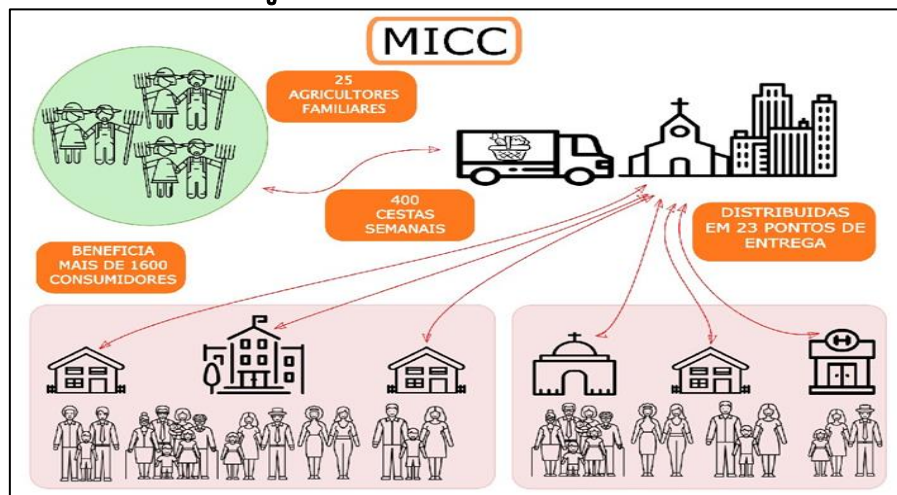 MICC
25
AGRICULTORES
FAMILIARES
400
CESTAS
SEMANAIS
DISTRIBUIDAS
EM 23 PONTOS DE
ENTREGA
BENEFICIA
MAIS DE 1600
CONSUMIDORES